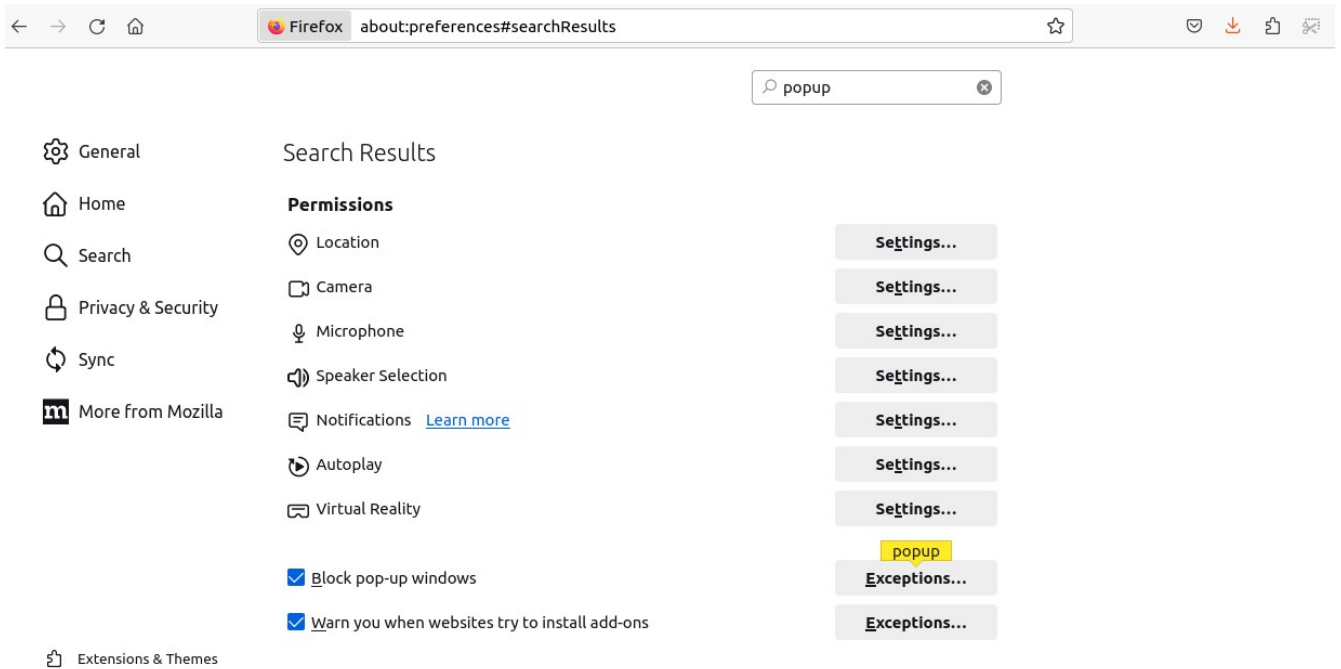 Firefox about:preferences#searchResults
popup
General
Home
Search
Privacy & Security
Sync
m More from Mozilla
Extensions & Themes
Search Results
Permissions
Location Settings...
Camera Settings...
Microphone Settings...
Speaker Selection Settings...
Notifications Learn more Settings...
Autoplay Settings...
Virtual Reality Settings...
popup
Block pop-up windows Exceptions...
Warn you when websites try to install add-ons Exceptions...